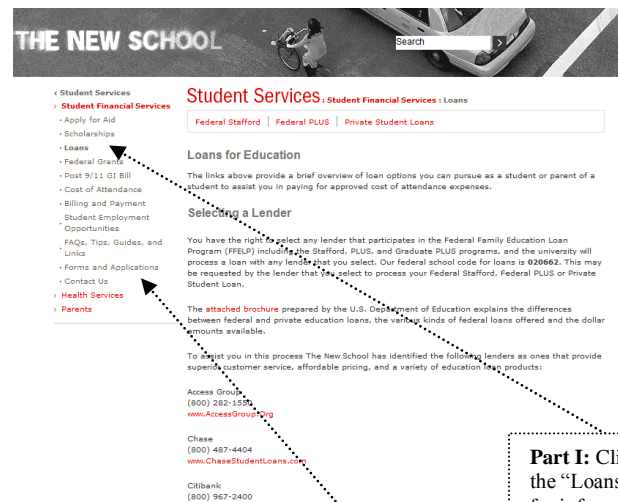 THE NEW SCHOOL
Search
‹ Student Services
› Student Financial Services
· Apply for Aid
· Scholarships
· Loans
· Federal Grants
· Post 9/11 GI Bill
· Cost of Attendance
· Billing and Payment
· Student Employment
Opportunities
· FAQs, Tips, Guides, and
Links
· Forms and Applications
· Contact Us
› Health Services
› Parents
Student Services : Student Financial Services : Loans
Federal Stafford | Federal PLUS | Private Student Loans
Loans for Education
The links above provide a brief overview of loan options you can pursue as a student or parent of a
student to assist you in paying for approved cost of attendance expenses.
Selecting a Lender
You have the right to select any lender that participates in the Federal Family Education Loan
Program (FFELP) including the Stafford, PLUS, and Graduate PLUS programs, and the university will
process a loan with any lender that you select. Our federal school code for loans is 020662. This may
be requested by the lender that you select to process your Federal Stafford, Federal PLUS or Private
Student Loan.
The attached brochure prepared by the U.S. Department of Education explains the differences
between federal and private education loans, the various kinds of federal loans offered and the dollar
amounts available.
To assist you in this process The New School has identified the following lenders as ones that provide
superior customer service, affordable pricing, and a variety of education loan products:
Access Group
(800) 282-1550
www.AccessGroup.Org
Chase
(800) 487-4404
www.ChaseStudentLoans.com
Citibank
(800) 967-2400
Part I: Cli
the “Loans